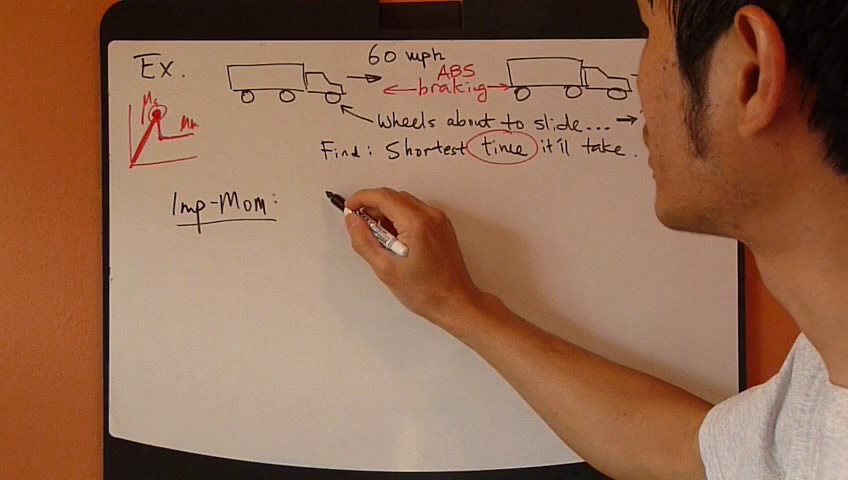 Ex.
60 mph
ABS
braking
Wheels about to slide...
Find: Shortest time it'll take.
Imp-Mom: